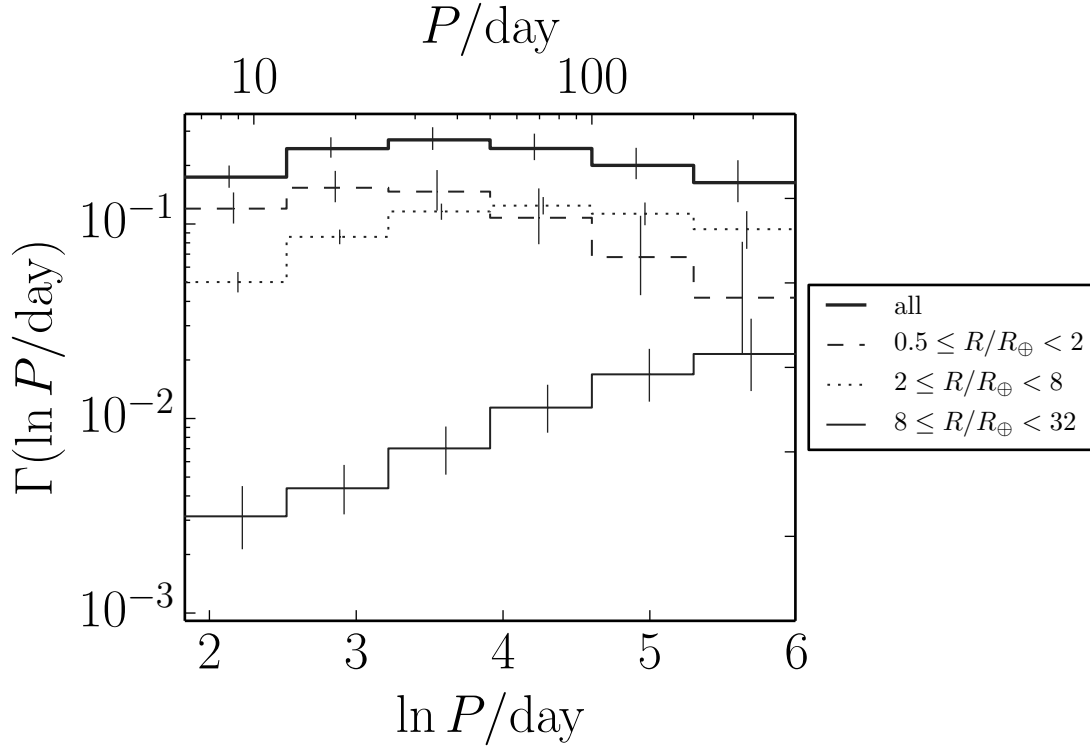 P/day
10 100
Γ(ln P/day)
10⁻¹
10⁻²
10⁻³
2 3 4 5 6
ln P/day
all
0.5 ≤ R/R⊕ < 2
2 ≤ R/R⊕ < 8
8 ≤ R/R⊕ < 32